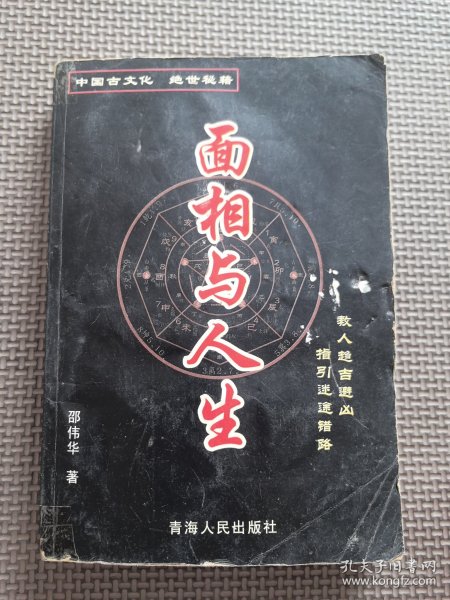 中国古文化 绝世秘籍
面相与人生
教人趋吉避凶
指引迷途错路
邵伟华 著
青海人民出版社
孔夫子旧书网
www.kongfz.com